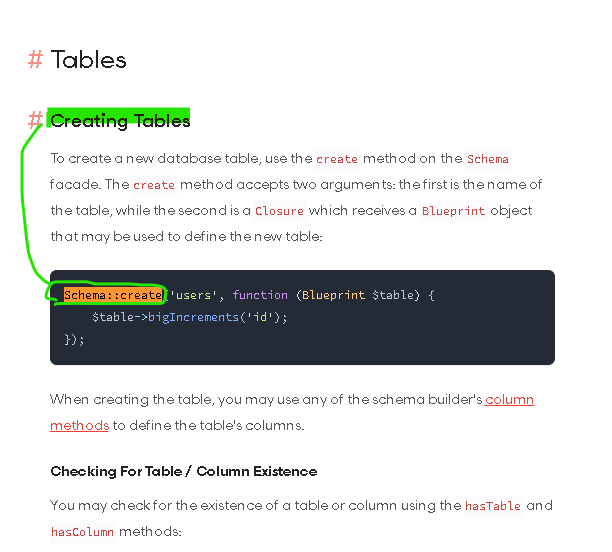 # Tables
# Creating Tables
To create a new database table, use the create method on the Schema
facade. The create method accepts two arguments: the first is the name of
the table, while the second is a Closure which receives a Blueprint object
that may be used to define the new table:
Schema::create('users', function (Blueprint $table) {
    $table->bigIncrements('id');
});
When creating the table, you may use any of the schema builder's column
methods to define the table's columns.
Checking For Table / Column Existence
You may check for the existence of a table or column using the hasTable and
hasColumn methods: